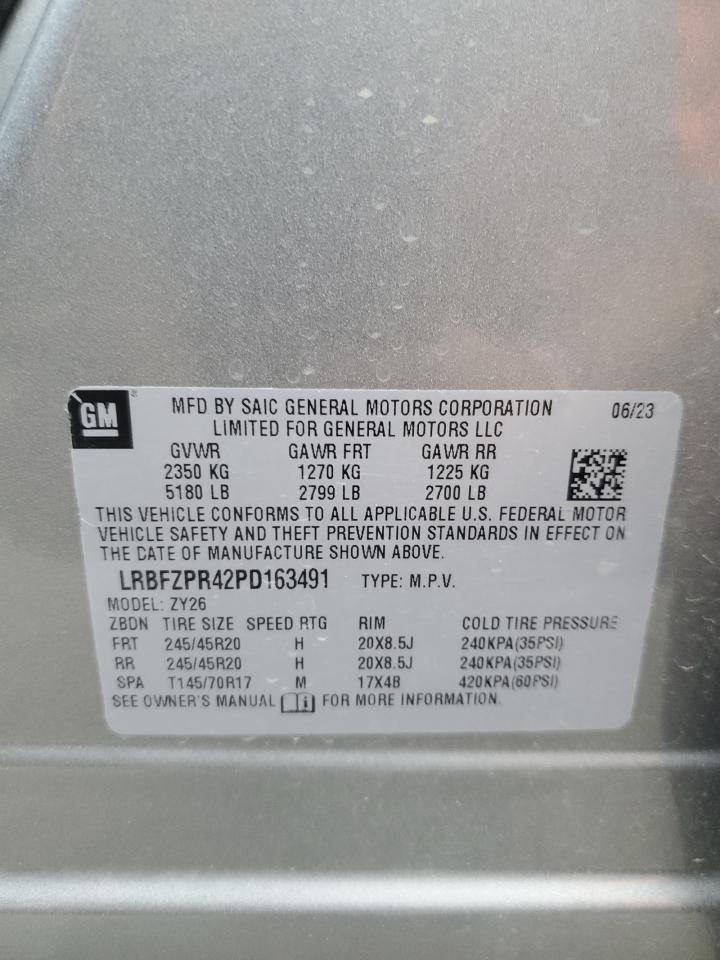 GM
MFD BY SAIC GENERAL MOTORS CORPORATION 06/23
LIMITED FOR GENERAL MOTORS LLC
GVWR GAWR FRT GAWR RR
2350 KG 1270 KG 1225 KG
5180 LB 2799 LB 2700 LB
THIS VEHICLE CONFORMS TO ALL APPLICABLE U.S. FEDERAL MOTOR
VEHICLE SAFETY AND THEFT PREVENTION STANDARDS IN EFFECT ON
THE DATE OF MANUFACTURE SHOWN ABOVE.
LRBFZPR42PD163491 TYPE: M.P.V.
MODEL: ZY26
ZBDN TIRE SIZE SPEED RTG RIM COLD TIRE PRESSURE
FRT 245/45R20 H 20X8.5J 240KPA(35PSI)
RR 245/45R20 H 20X8.5J 240KPA(35PSI)
SPA T145/70R17 M 17X4B 420KPA(60PSI)
SEE OWNER'S MANUAL FOR MORE INFORMATION.